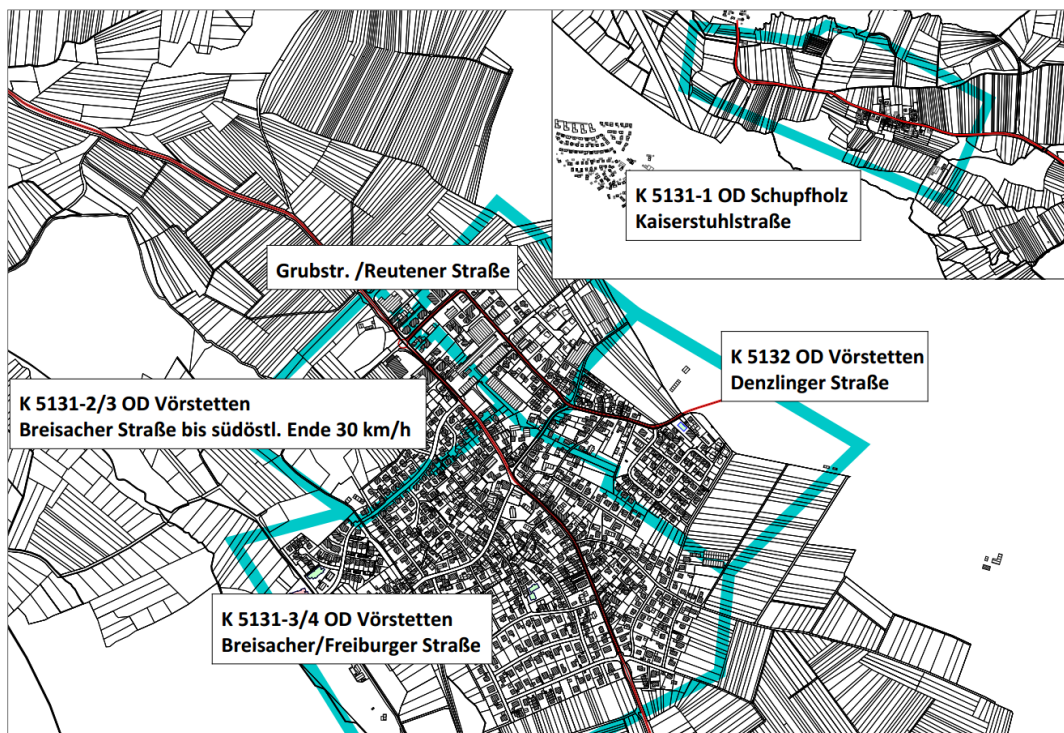 K 5131-1 OD Schupfholz
Kaiserstuhlstraße
Grubstr. /Reutener Straße
K 5132 OD Vörstetten
Denzlinger Straße
K 5131-2/3 OD Vörstetten
Breisacher Straße bis südöstl. Ende 30 km/h
K 5131-3/4 OD Vörstetten
Breisacher/Freiburger Straße